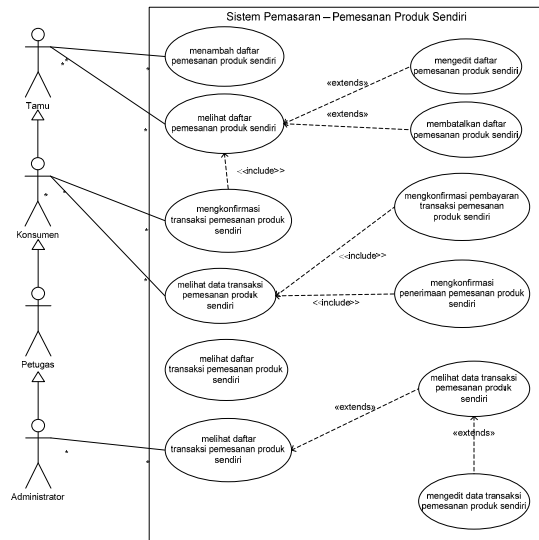 Sistem Pemasaran – Pemesanan Produk Sendiri
menambah daftar
pemesanan produk sendiri
mengedit daftar
pemesanan produk sendiri
«extends»
*
*
*
Tamu
melihat daftar
pemesanan produk sendiri
«extends»
membatalkan daftar
pemesanan produk sendiri
*
<<include>>
*
*
Konsumen
mengkonfirmasi
transaksi pemesanan produk
sendiri
*
mengkonfirmasi pembayaran
transaksi pemesanan
produk sendiri
<<include>>
melihat data transaksi
pemesanan produk
sendiri
*
<<include>>
mengkonfirmasi
penerimaan pemesanan produk
sendiri
Petugas
melihat daftar
transaksi pemesanan produk
sendiri
melihat data transaksi
pemesanan produk
sendiri
«extends»
melihat daftar
transaksi pemesanan produk
sendiri
*
*
«extends»
Administrator
mengedit data transaksi
pemesanan produk sendiri